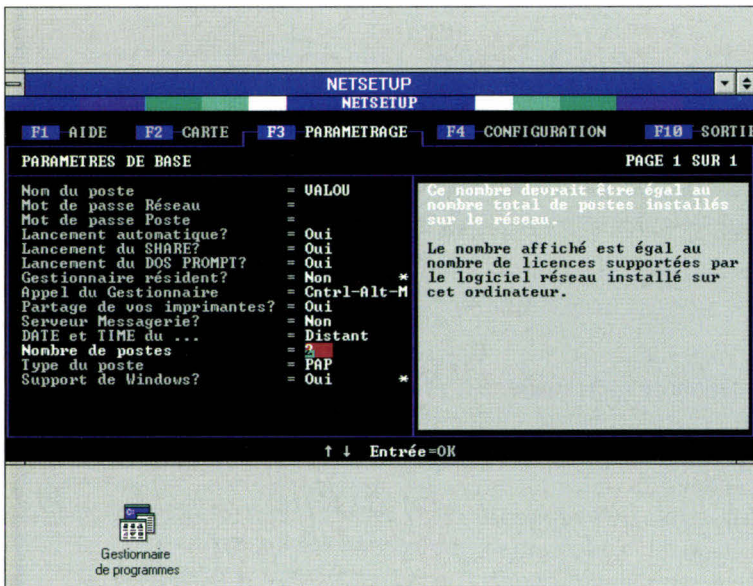 NETSETUP
NETSETUP
F1 AIDE F2 CARTE F3 PARAMETRAGE F4 CONFIGURATION F10 SORTIE
PARAMETRES DE BASE PAGE 1 SUR 1
Nom du poste = VALOU
Mot de passe Réseau =
Mot de passe Poste =
Lancement automatique? = Oui
Lancement du SHARE? = Oui
Lancement du DOS PROMPT? = Oui
Gestionnaire résident? = Non *
Appel du Gestionnaire = Cntrl-Alt-M
Partage de vos imprimantes? = Oui
Serveur Messagerie? = Non
DATE et TIME du ... = Distant
Nombre de postes = 2
Type du poste = PAP
Support de Windows? = Oui *
Ce nombre devrait être égal au
nombre total de postes installés
sur le réseau.
Le nombre affiché est égal au
nombre de licences supportées par
le logiciel réseau installé sur
cet ordinateur.
↑ ↓ Entrée=OK
Gestionnaire
de programmes